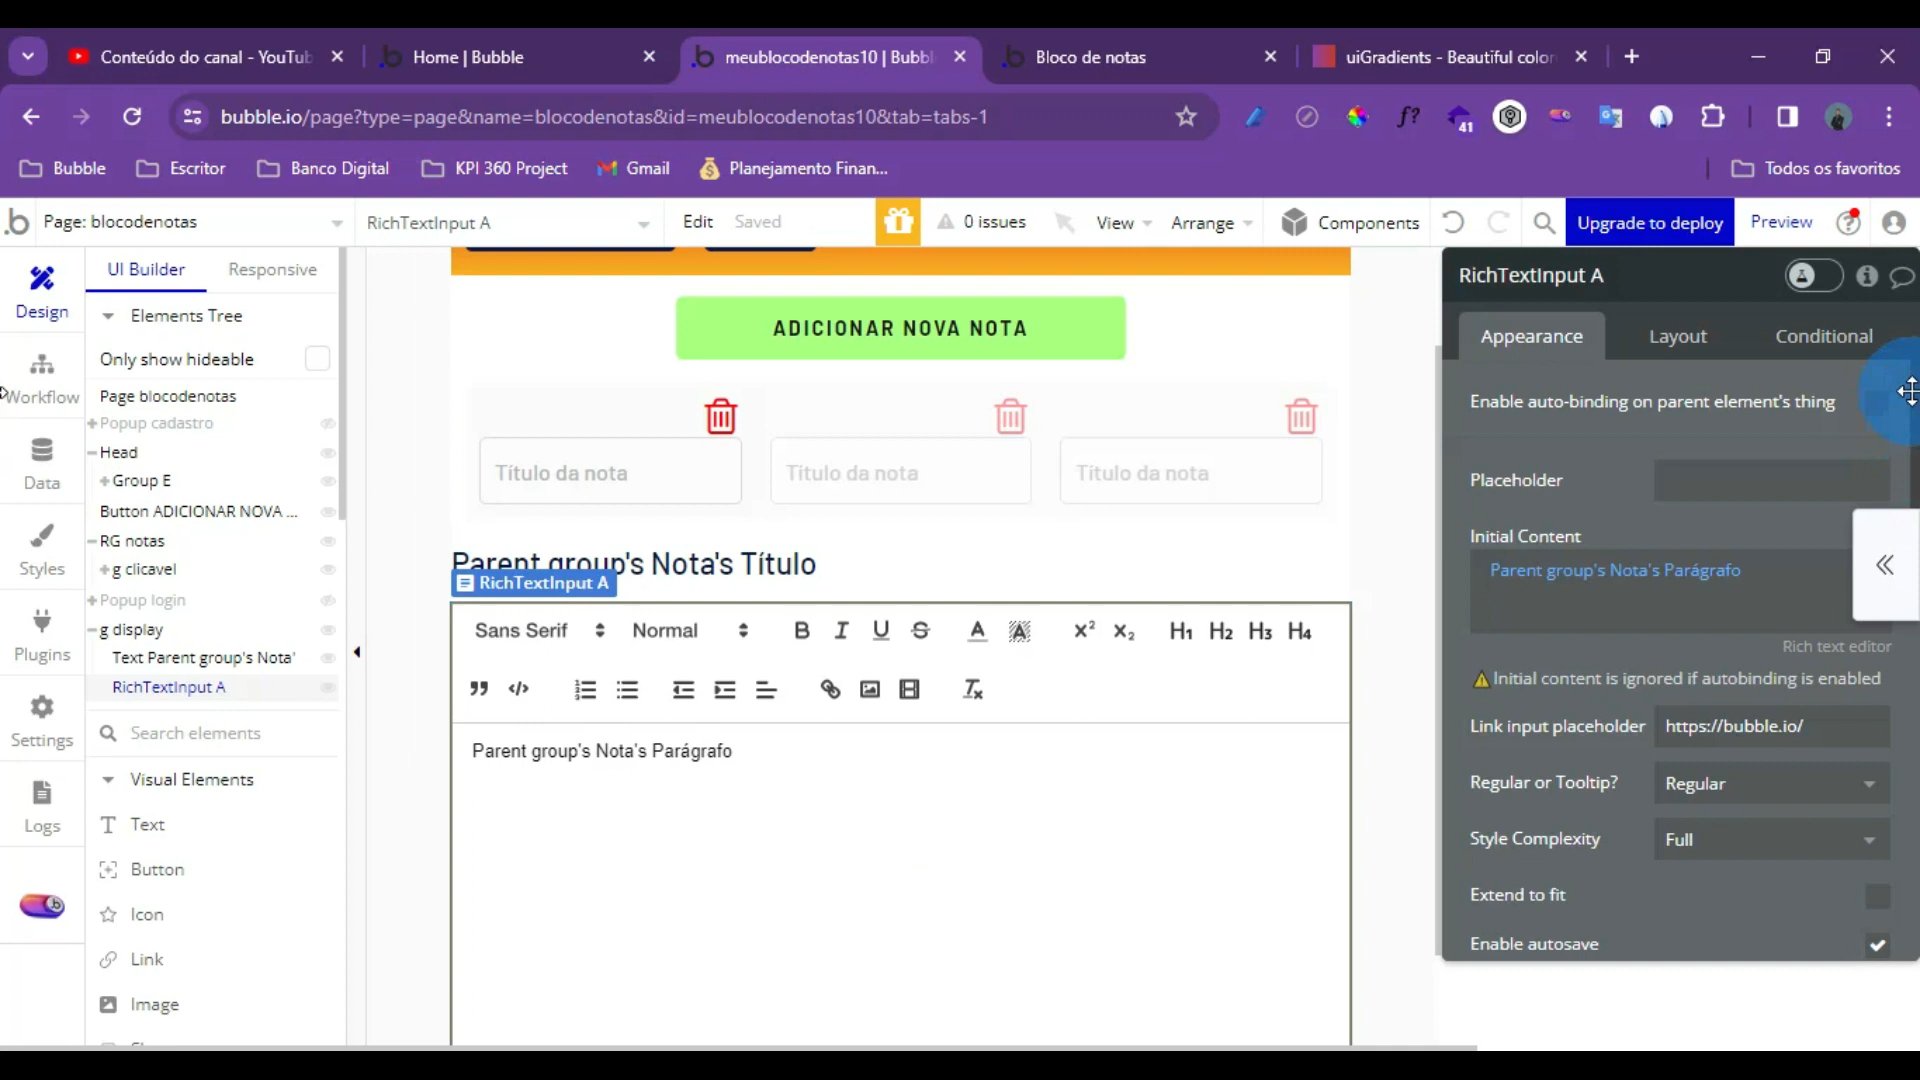 Conteúdo do canal - YouTub
Home | Bubble
meublocodenotas10 | Bubbl
Bloco de notas
uiGradients - Beautiful color
bubble.io/page?type=page&name=blocodenotas&id=meublocodenotas10&tab=tabs-1
f?
41
Bubble
Escritor
Banco Digital
KPI 360 Project
Gmail
Planejamento Finan...
Todos os favoritos
Page: blocodenotas
RichTextInput A
Edit
Saved
0 issues
View
Arrange
Components
Upgrade to deploy
Preview
Design
Workflow
Data
Styles
Plugins
Settings
Logs
UI Builder
Responsive
Elements Tree
Only show hideable
Page blocodenotas
Popup cadastro
Head
Group E
Button ADICIONAR NOVA ...
RG notas
g clicavel
Popup login
g display
Text Parent group's Nota'
RichTextInput A
Search elements
Visual Elements
Text
Button
Icon
Link
Image
ADICIONAR NOVA NOTA
Título da nota
Título da nota
Título da nota
Parent group's Nota's Título
RichTextInput A
Sans Serif
Normal
B I U S A A X² X₂ H1 H2 H3 H4
Parent group's Nota's Parágrafo
RichTextInput A
Appearance
Layout
Conditional
Enable auto-binding on parent element's thing
Placeholder
Initial Content
Parent group's Nota's Parágrafo
Rich text editor
Initial content is ignored if autobinding is enabled
Link input placeholder
https://bubble.io/
Regular or Tooltip?
Regular
Style Complexity
Full
Extend to fit
Enable autosave